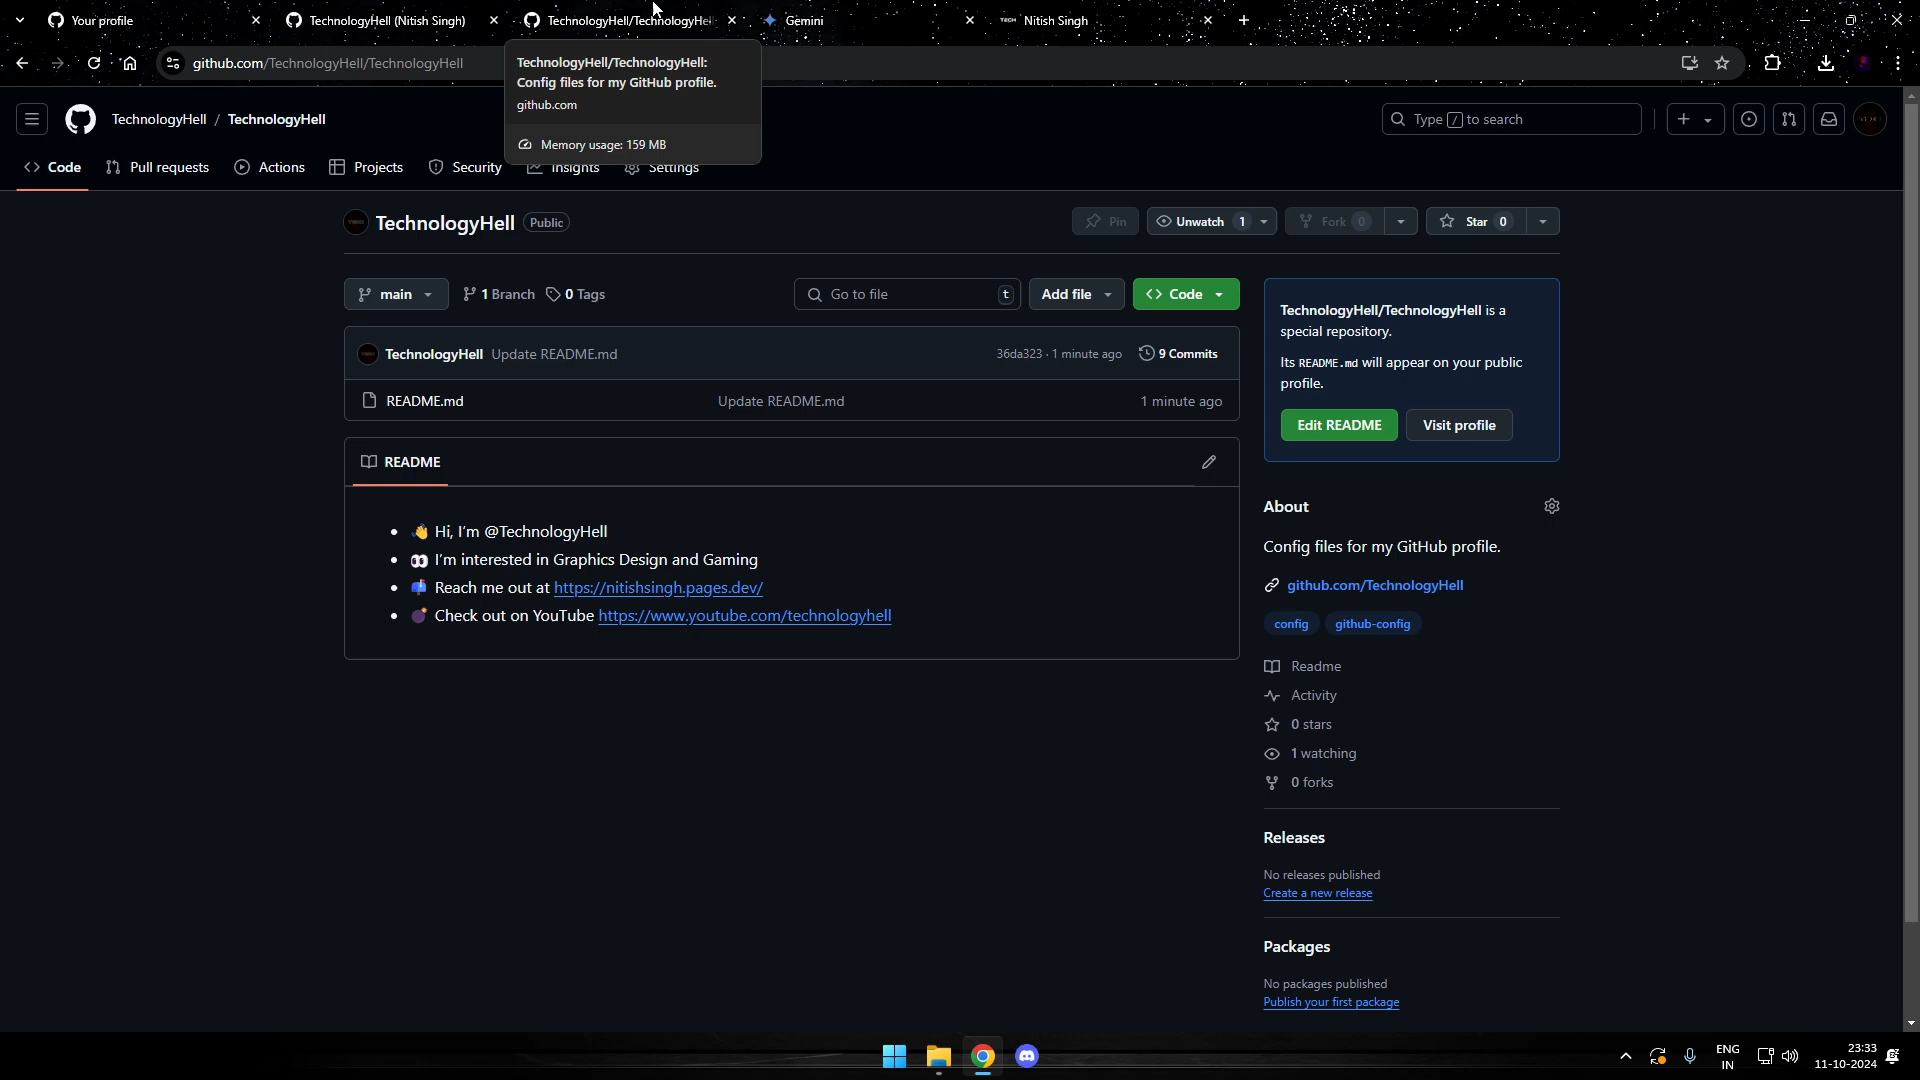 Your profile
TechnologyHell (Nitish Singh)
TechnologyHell/TechnologyHe
Gemini
TECH Nitish Singh
github.com/TechnologyHell/TechnologyHell
TechnologyHell/TechnologyHell:
Config files for my GitHub profile.
github.com
Memory usage: 159 MB
TechnologyHell / TechnologyHell
Type / to search
Code
Pull requests
Actions
Projects
Security
Insights
Settings
TechnologyHell Public
Pin
Unwatch 1
Fork 0
Star 0
main
1 Branch
0 Tags
Go to file t
Add file
Code
TechnologyHell Update README.md 36da323 · 1 minute ago 9 Commits
README.md Update README.md 1 minute ago
README
👋 Hi, I'm @TechnologyHell
👀 I'm interested in Graphics Design and Gaming
📫 Reach me out at https://nitishsingh.pages.dev/
💣 Check out on YouTube https://www.youtube.com/technologyhell
TechnologyHell/TechnologyHell is a
special repository.
Its README.md will appear on your public
profile.
Edit README
Visit profile
About
Config files for my GitHub profile.
github.com/TechnologyHell
config github-config
Readme
Activity
0 stars
1 watching
0 forks
Releases
No releases published
Create a new release
Packages
No packages published
Publish your first package
ENG
IN
23:33
11-10-2024